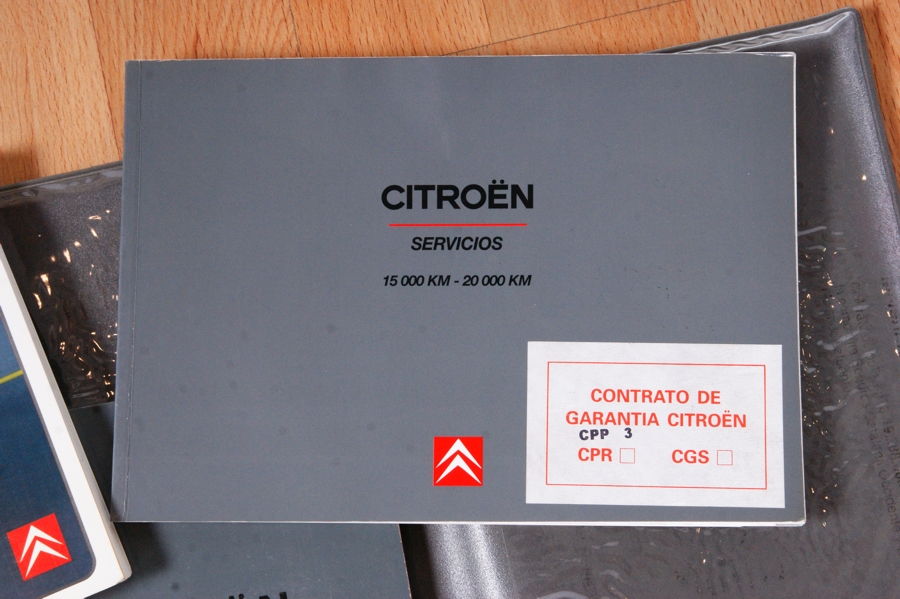 CITROËN
SERVICIOS
15 000 KM - 20 000 KM
CONTRATO DE
GARANTIA CITROËN
CPP 3
CPR □ CGS □